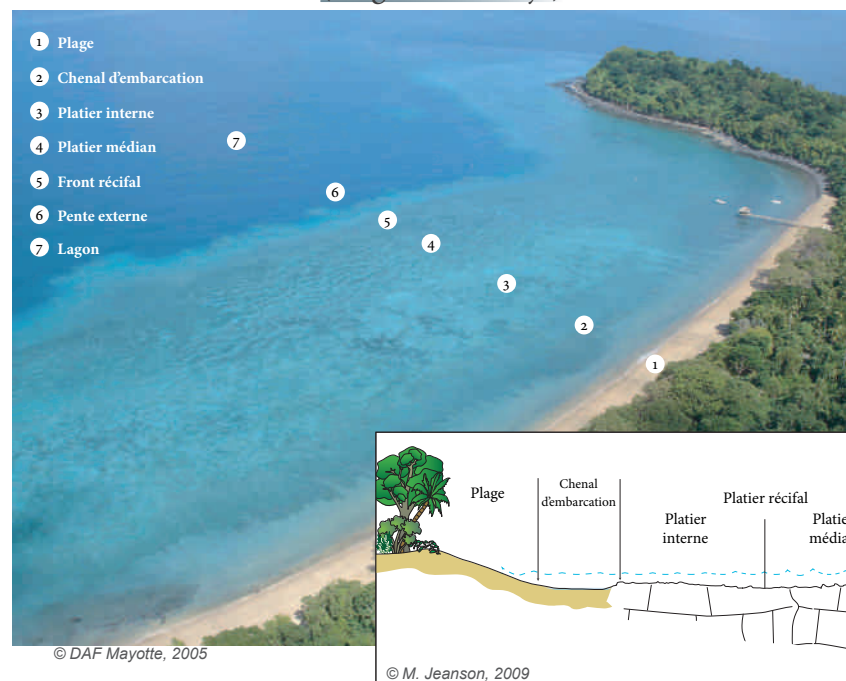 1 Plage
2 Chenal d'embarcation
3 Platier interne
4 Platier médian
5 Front récifal
6 Pente externe
7 Lagon
7
6
5
4
3
2
1
Plage
Chenal
d'embarcation
Platier récifal
Platier
interne
média
© DAF Mayotte, 2005
© M. Jeanson, 2009